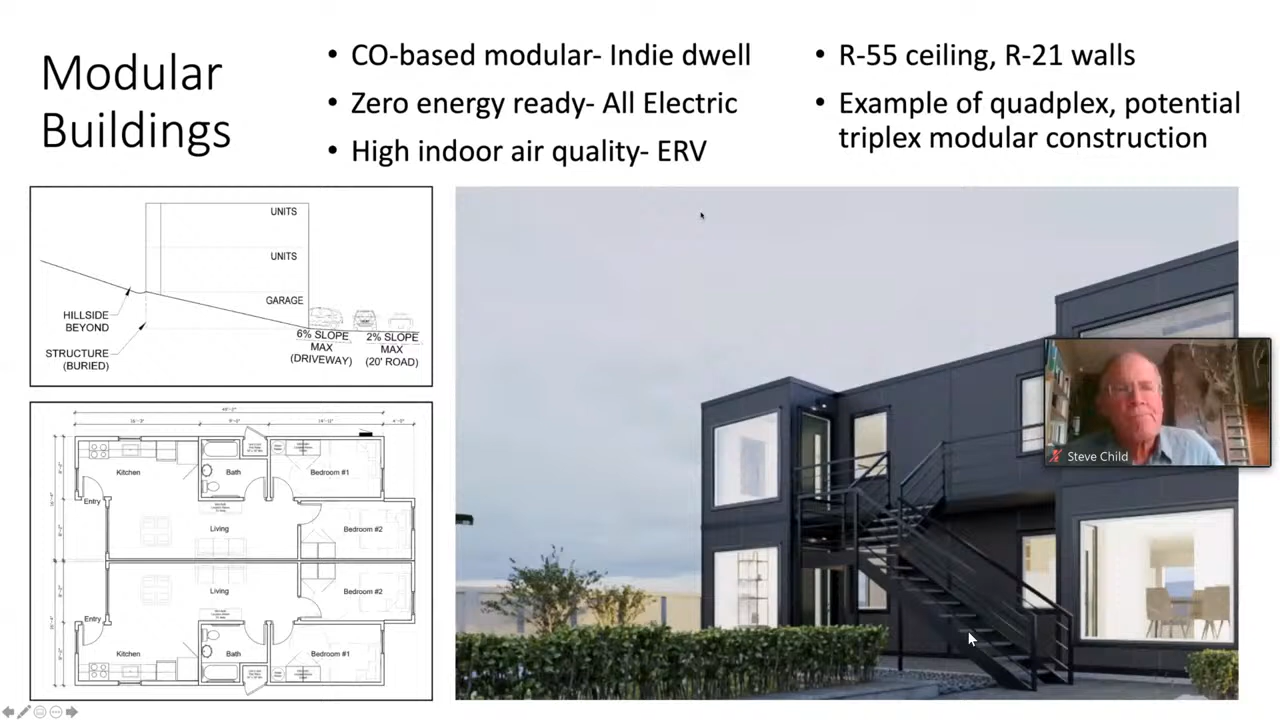 Modular
Buildings
• CO-based modular- Indie dwell
• Zero energy ready- All Electric
• High indoor air quality- ERV
• R-55 ceiling, R-21 walls
• Example of quadplex, potential
triplex modular construction
UNITS
UNITS
GARAGE
HILLSIDE
BEYOND
STRUCTURE
(BURIED)
6% SLOPE
MAX
(DRIVEWAY)
2% SLOPE
MAX
(20' ROAD)
Kitchen
Bath
Bedroom #1
Entry
Living
Bedroom #2
Living
Bedroom #2
Entry
Kitchen
Bath
Bedroom #1
Steve Child